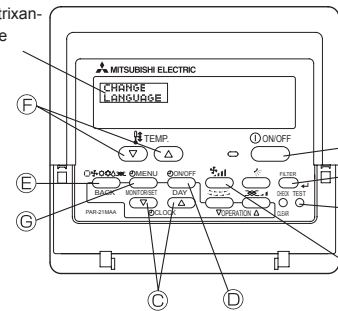 trixan-
e
MITSUBISHI ELECTRIC
CHANGE
LANGUAGE
TEMP.
ON/OFF
F
E
G
MENU
ON/OFF
FILTER
BACK
MONITOR/SET
DAY
CHECK
TEST
PAR-21MAA
CLOCK
OPERATION
CLEAR
C
D